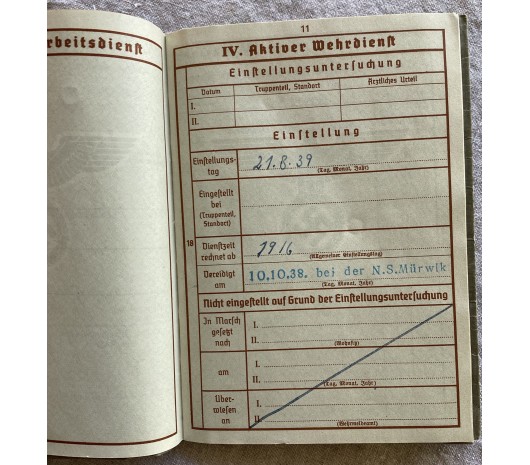 rbeitsdienst
11
IV. Aktiver Wehrdienst
Einstellungsuntersuchung
Datum Truppenteil, Standort Ärztliches Urteil
I.
II.
Einstellung
Einstellungs-
tag
21.8.39
(Tag, Monat, Jahr)
Eingestellt
bei
(Truppenteil,
Standort)
18
Dienstzeit
rechnet ab
1916
(Allgemeiner Einstellungstag)
Vereidigt
am
10.10.38. bei der N.S.Mürwik
(Tag, Monat, Jahr)
Nicht eingestellt auf Grund der Einstellungsuntersuchung
In Marsch
gesetzt
nach
I.
II.
(Wohnsitz)
am
I.
II.
(Tag, Monat, Jahr)
Über-
wiesen
an
I.
II.
(Wehrmeldeamt)